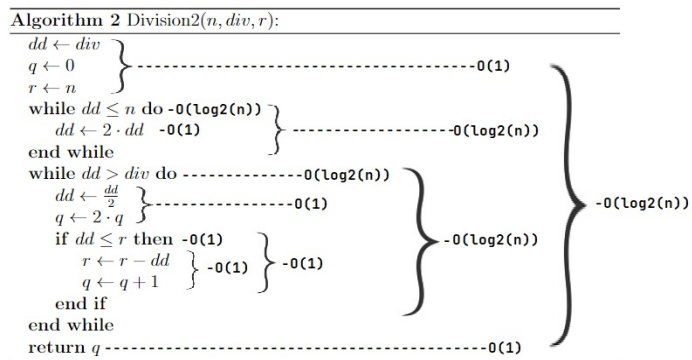 Algorithm 2 Division2(n, div, r):
dd ← div
q ← 0
-O(1)
r ← n
while dd ≤ n do -O(log2(n))
dd ← 2 · dd -O(1)
-O(log2(n))
end while
while dd > div do -O(log2(n))
dd ← dd/2
-O(1)
q ← 2 · q
-O(log2(n))
if dd ≤ r then -O(1)
r ← r − dd
-O(1)
-O(1)
q ← q + 1
-O(log2(n))
end if
end while
return q -O(1)